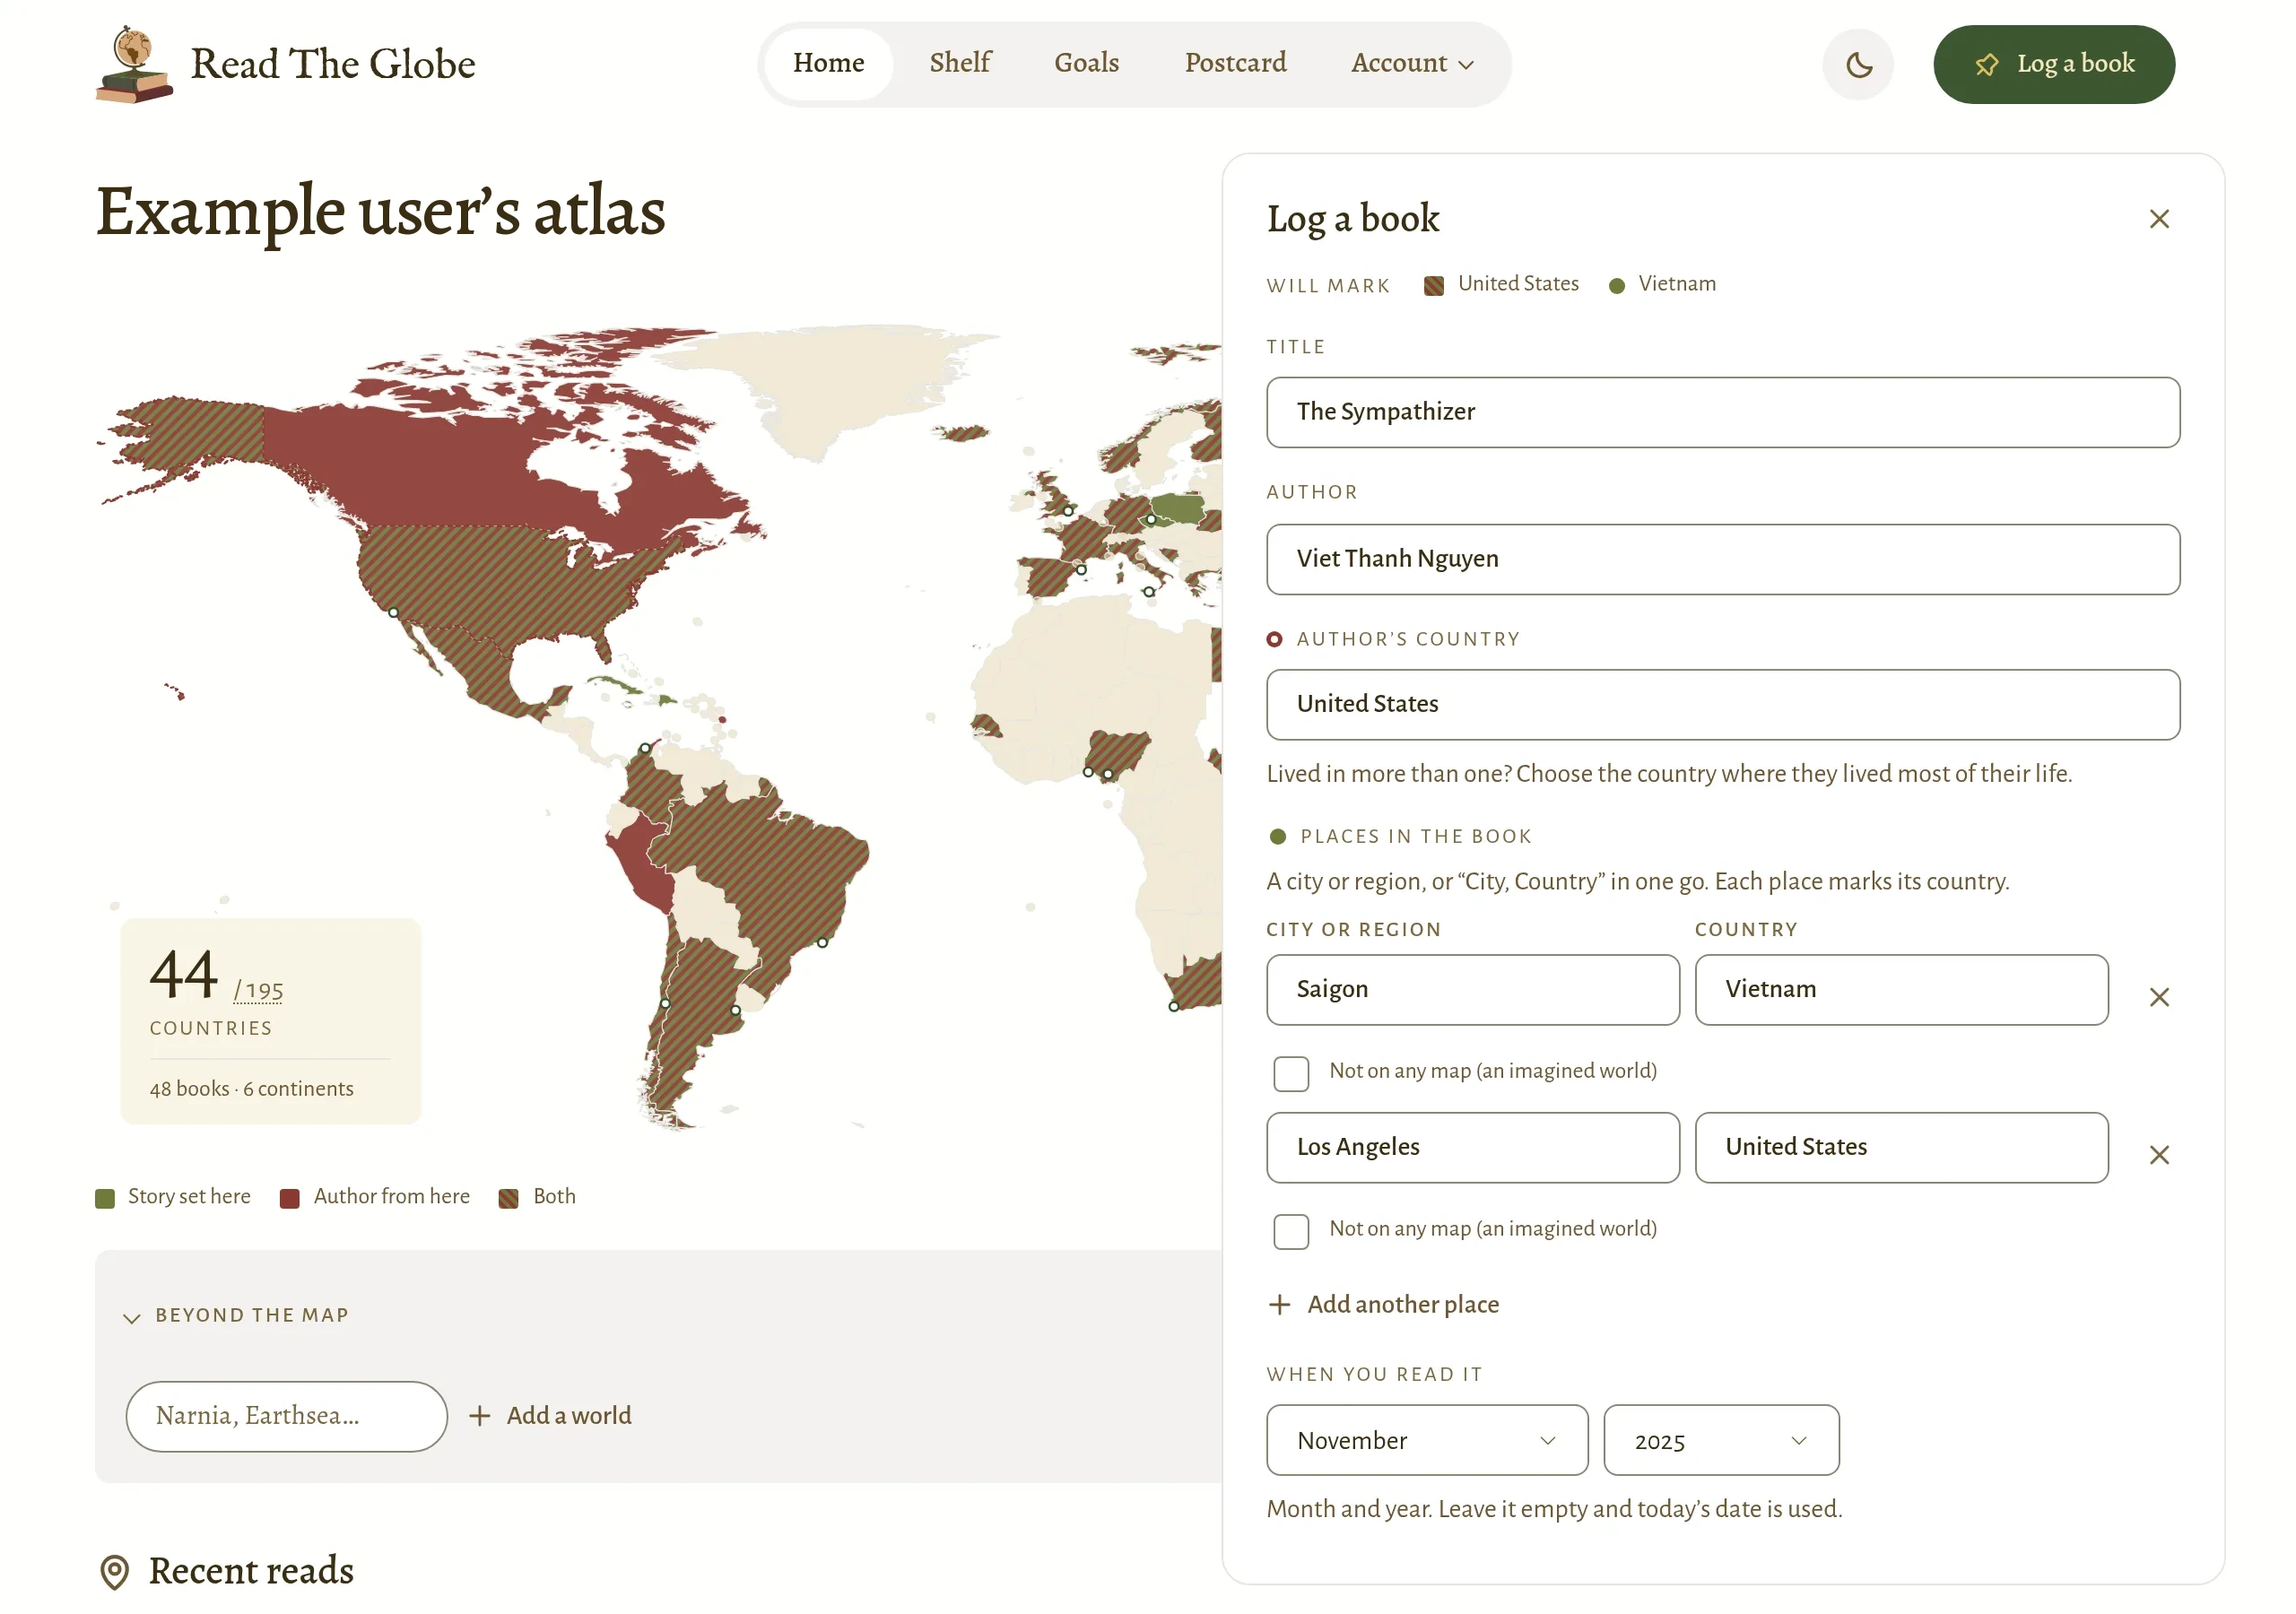 Read The Globe
Home
Shelf
Goals
Postcard
Account
Log a book
Example user’s atlas
44 / 195
COUNTRIES
48 books · 6 continents
Story set here
Author from here
Both
BEYOND THE MAP
Narnia, Earthsea...
Add a world
Recent reads
Log a book
WILL MARK United States Vietnam
TITLE
The Sympathizer
AUTHOR
Viet Thanh Nguyen
AUTHOR’S COUNTRY
United States
Lived in more than one? Choose the country where they lived most of their life.
PLACES IN THE BOOK
A city or region, or “City, Country” in one go. Each place marks its country.
CITY OR REGION COUNTRY
Saigon Vietnam
Not on any map (an imagined world)
Los Angeles United States
Not on any map (an imagined world)
Add another place
WHEN YOU READ IT
November 2025
Month and year. Leave it empty and today’s date is used.